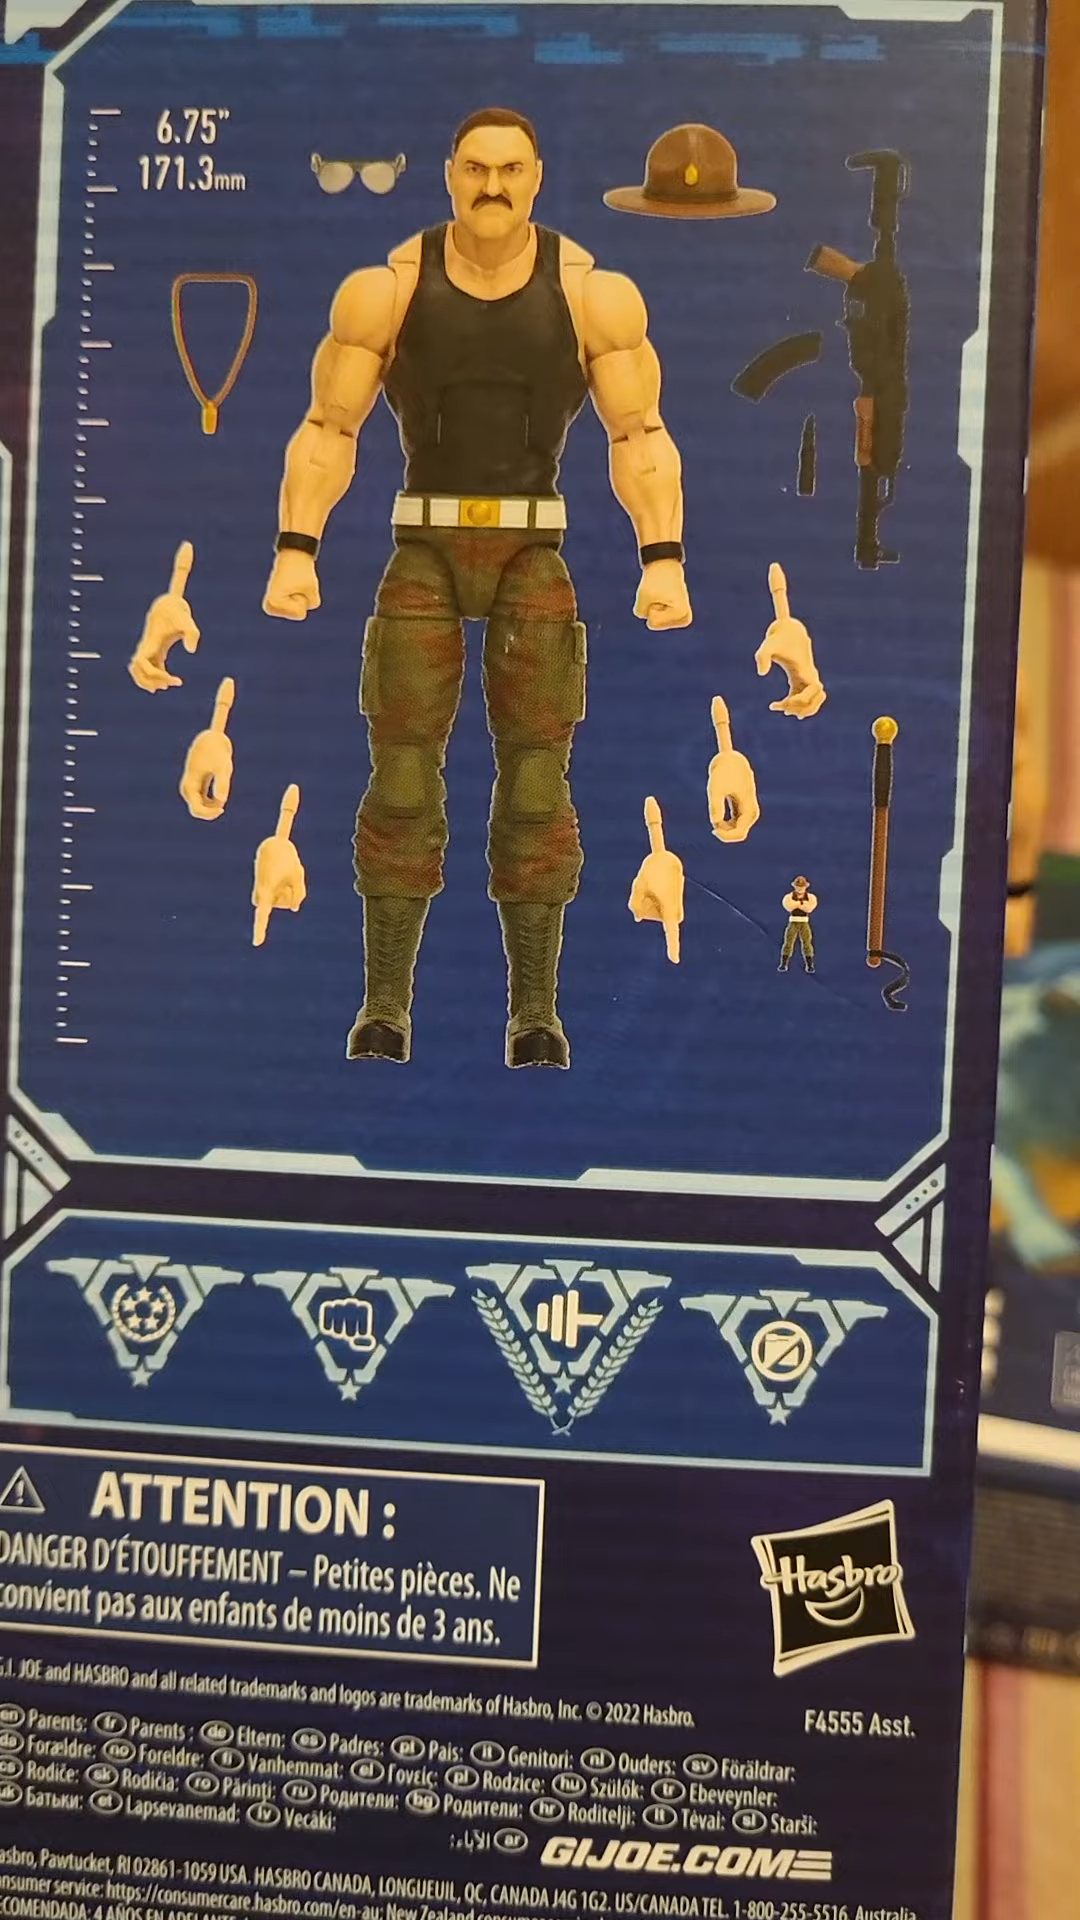 6.75”
171.3mm
ATTENTION :
DANGER D’ÉTOUFFEMENT – Petites pièces. Ne
convient pas aux enfants de moins de 3 ans.
Hasbro
G.I. JOE and HASBRO and all related trademarks and logos are trademarks of Hasbro, Inc. © 2022 Hasbro.
F4555 Asst.
en Parents: fr Parents : de Eltern: es Padres: pt Pais: it Genitori: nl Ouders: sv Föräldrar:
da Forældre: no Foreldre: fi Vanhemmat: el Γονείς: pl Rodzice: hu Szülők: tr Ebeveynler:
cs Rodiče: sk Rodičia: ro Părinți: ru Родители: bg Родители: hr Roditelji: lt Tėvai: sl Starši:
uk Батьки: et Lapsevanemad: lv Vecāki:
ar
GIJOE.COM
Hasbro, Pawtucket, RI 02861-1059 USA. HASBRO CANADA, LONGUEUIL, QC, CANADA J4G 1G2. US/CANADA TEL. 1-800-255-5516. Australia
consumer service: https://consumercare.hasbro.com/en-au; New Zealand
RECOMENDADA: 4 AÑOS EN ADELANTE